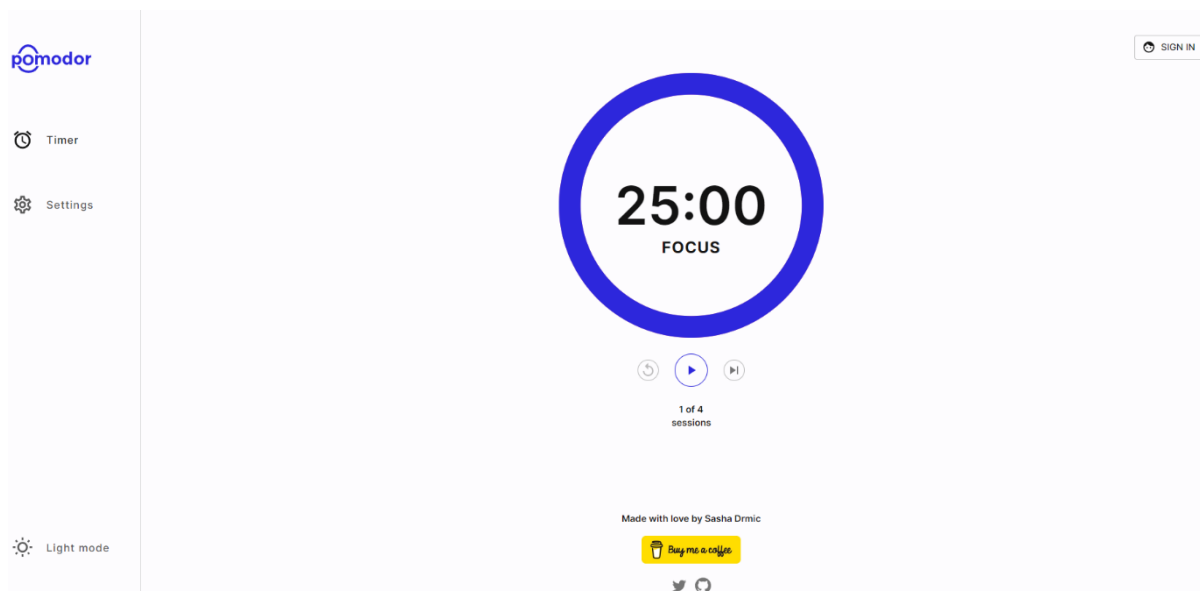 pomodor
SIGN IN
Timer
Settings
25:00
FOCUS
1 of 4
sessions
Made with love by Sasha Drmic
Buy me a coffee
Light mode